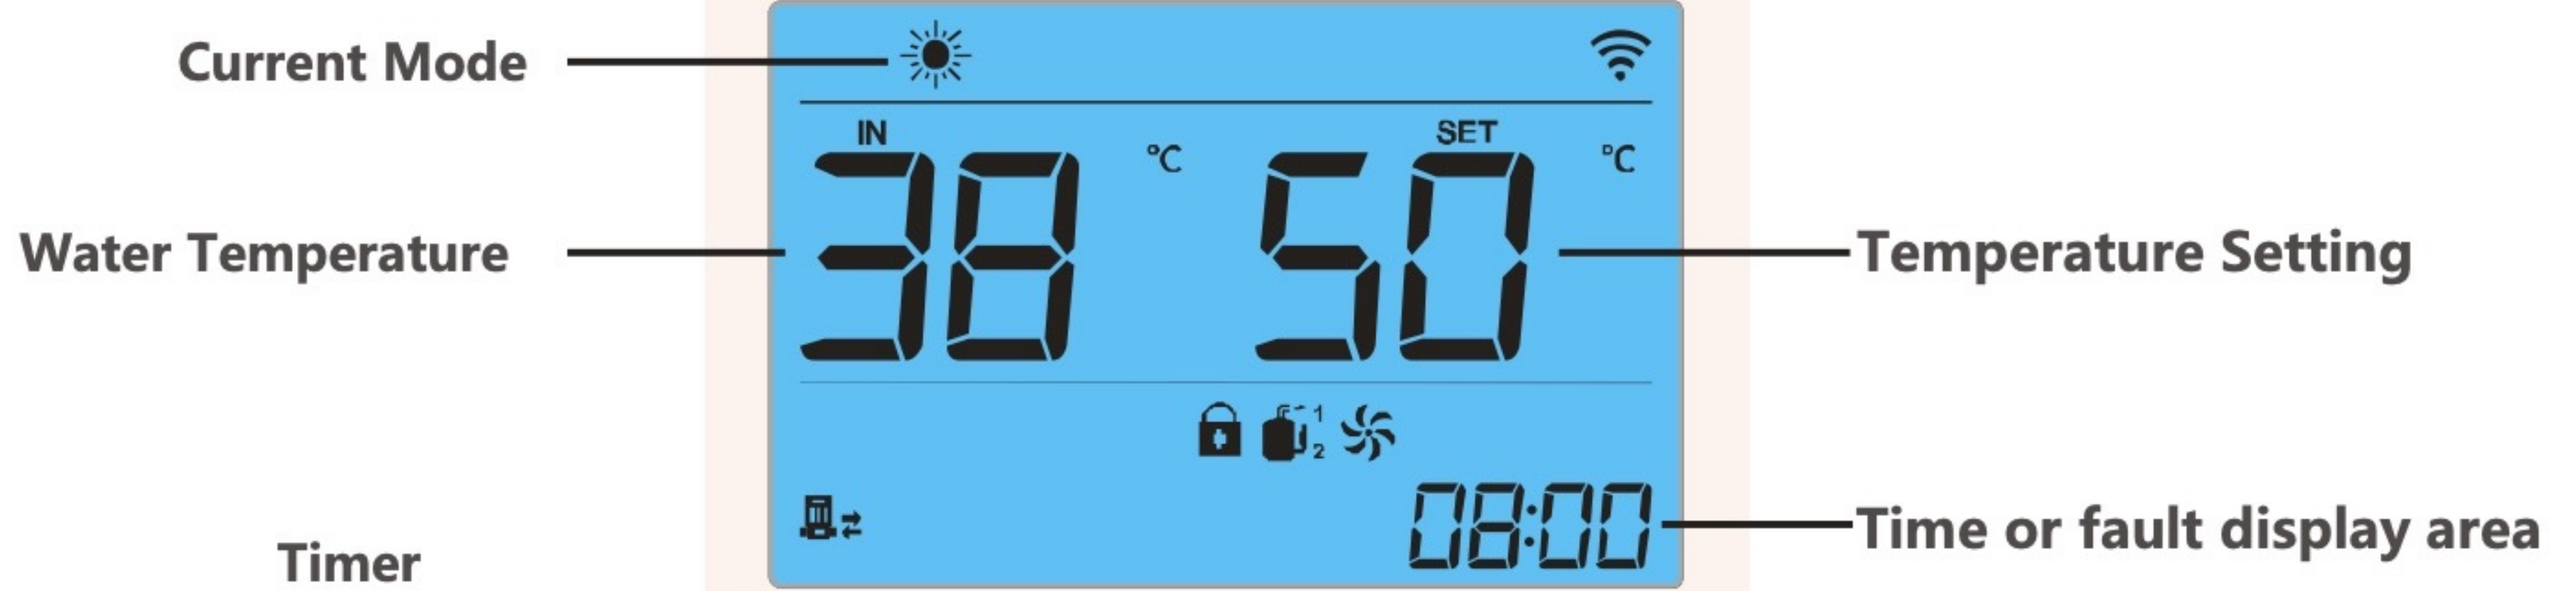 Current Mode
IN
°C
SET
°C
38
50
Water Temperature
Temperature Setting
1
2
08:00
Time or fault display area
Timer